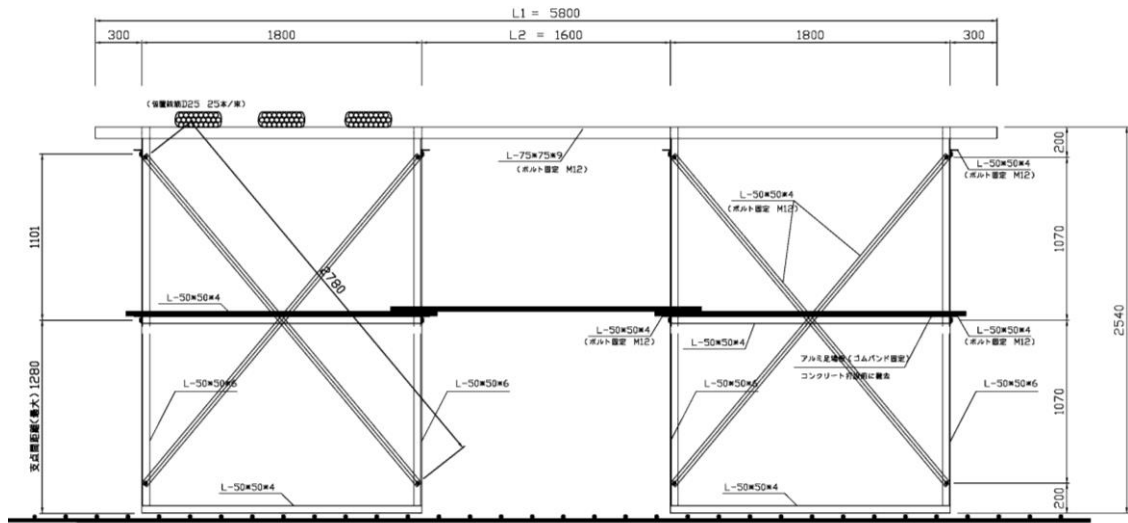 L1 = 5800
300
1800
L2 = 1600
1800
300
(仮置鉄筋D25 25本/束)
L-75*75*9
(ボルト固定 M12)
L-50*50*4
(ボルト固定 M12)
L-50*50*4
(ボルト固定 M12)
200
1101
2780
1070
2540
L-50*50*4
L-50*50*4
(ボルト固定 M12)
L-50*50*4
L-50*50*4
(ボルト固定 M12)
アルミ足場板(ゴムバンド固定)
コンクリート打設前に撤去
支点間距離(最大)1280
L-50*50*6
L-50*50*6
L-50*50*6
L-50*50*6
1070
L-50*50*4
L-50*50*4
200